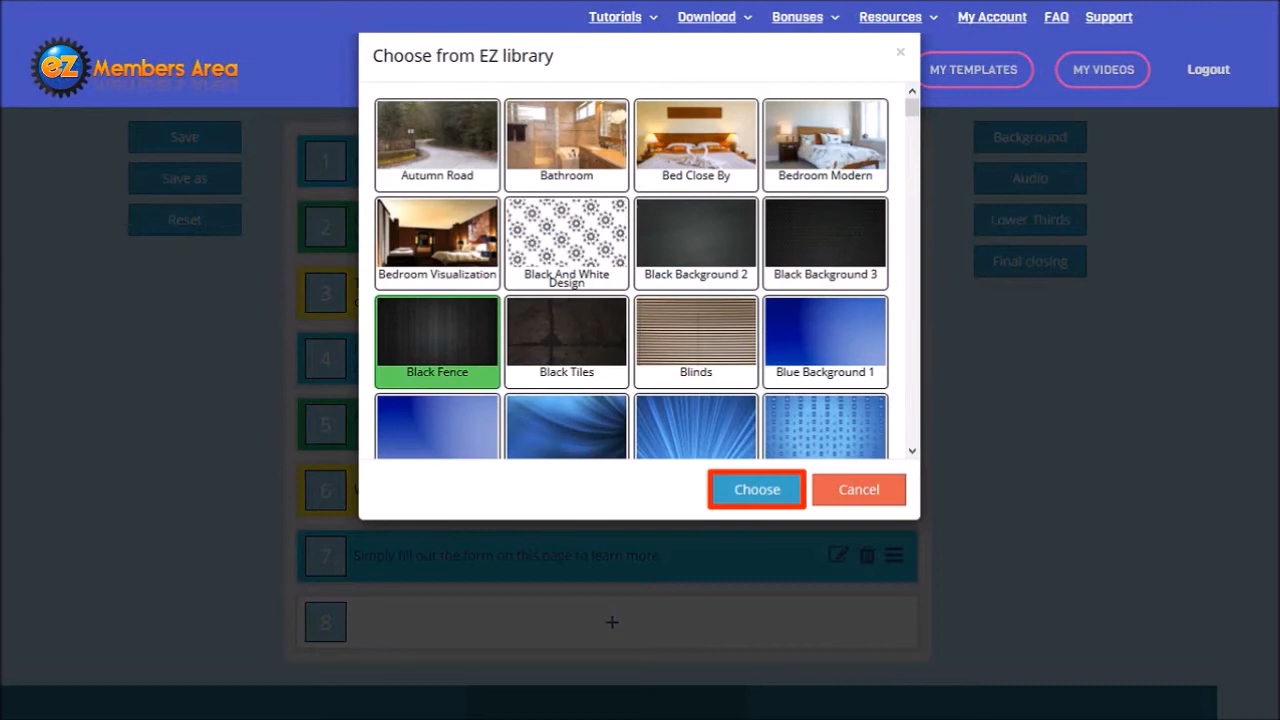 Tutorials Download Bonuses Resources My Account FAQ Support
eZ Members Area
MY TEMPLATES MY VIDEOS Logout
Choose from EZ library ×
Save
Save as
Reset
Background
Audio
Lower Thirds
Final closing
Autumn Road Bathroom Bed Close By Bedroom Modern
Bedroom Visualization Black And White Design Black Background 2 Black Background 3
Black Fence Black Tiles Blinds Blue Background 1
Choose Cancel
1
2
3
4
5
6
7 Simply fill out the form on this page to learn more
8 +